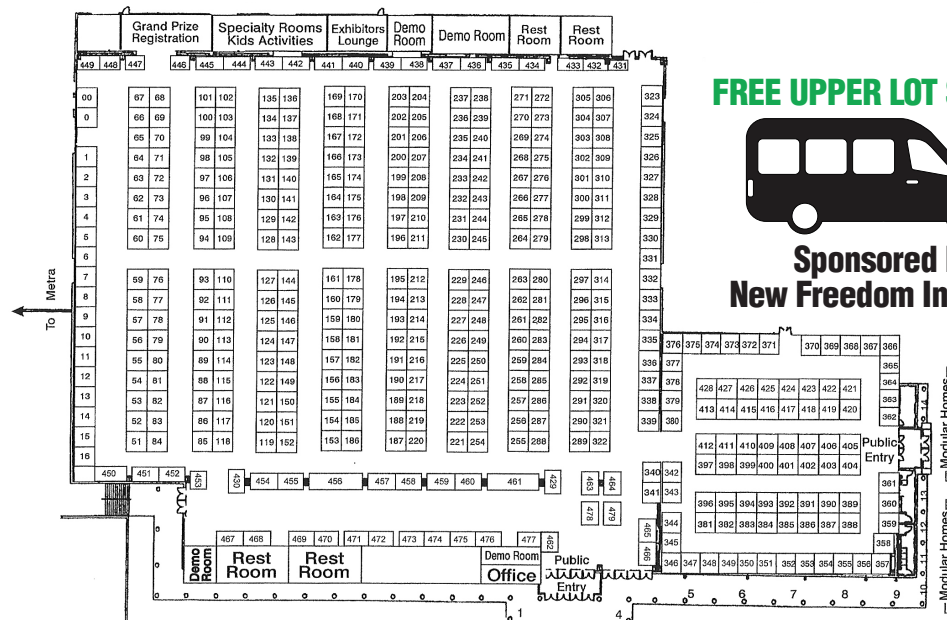 Grand Prize
Registration
Specialty Rooms
Kids Activities
Exhibitors
Lounge
Demo
Room
Demo Room
Rest
Room
Rest
Room
449 448 447 446 445 444 443 442 441 440 439 438 437 436 435 434 433 432 431
00 67 68 101 102 135 136 169 170 203 204 237 238 271 272 305 306 323
0 66 69 100 103 134 137 168 171 202 205 236 239 270 273 304 307 324
65 70 99 104 133 138 167 172 201 206 235 240 269 274 303 308 325
1 64 71 98 105 132 139 166 173 200 207 234 241 268 275 302 309 326
2 63 72 97 106 131 140 165 174 199 208 233 242 267 276 301 310 327
3 62 73 96 107 130 141 164 175 198 209 232 243 266 277 300 311 328
4 61 74 95 108 129 142 163 176 197 210 231 244 265 278 299 312 329
5 60 75 94 109 128 143 162 177 196 211 230 245 264 279 298 313 330
6 331
7 59 76 93 110 127 144 161 178 195 212 229 246 263 280 297 314 332
8 58 77 92 111 126 145 160 179 194 213 228 247 262 281 296 315 333
9 57 78 91 112 125 146 159 180 193 214 227 248 261 282 295 316 334
10 56 79 90 113 124 147 158 181 192 215 226 249 260 283 294 317 335
11 55 80 89 114 123 148 157 182 191 216 225 250 259 284 293 318 336
12 54 81 88 115 122 149 156 183 190 217 224 251 258 285 292 319 337
13 53 82 87 116 121 150 155 184 189 218 223 252 257 286 291 320 338
14 52 83 86 117 120 151 154 185 188 219 222 253 256 287 290 321 339
15 51 84 85 118 119 152 153 186 187 220 221 254 255 288 289 322
16
To Metra
450 451 452 453 430 454 455 456 457 458 459 460 461 429 463 464
478 479
340 342
341 343
465
466
467 468 469 470 471 472 473 474 475 476 477 462
Demo
Room
Rest
Room
Rest
Room
Demo Room
Office
Public
Entry
376 375 374 373 372 371 370 369 368 367 366
377 365
378 364
379 363
380 362
428 427 426 425 424 423 422 421
413 414 415 416 417 418 419 420
412 411 410 409 408 407 406 405
397 398 399 400 401 402 403 404
Public
Entry
396 395 394 393 392 391 390 389
381 382 383 384 385 386 387 388
361
360
359
358
344
345
346 347 348 349 350 351 352 353 354 355 356 357
1 4 5 6 7 8 9
10 11 12 13 14
Modular Homes
Modular Homes
FREE UPPER LOT
Sponsored
New Freedom